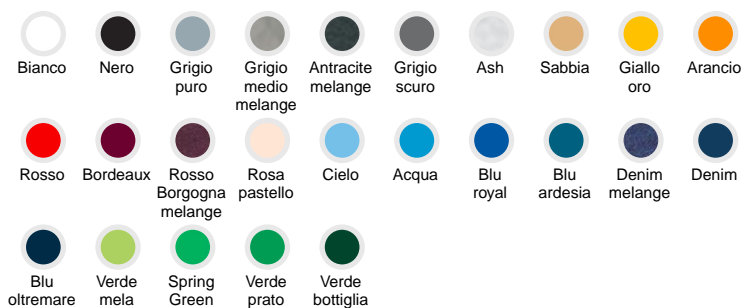 Bianco Nero Grigio Grigio Antracite Grigio Ash Sabbia Giallo Arancio
puro medio melange scuro oro
melange
Rosso Bordeaux Rosso Rosa Cielo Acqua Blu Blu Denim Denim
Borgogna pastello royal ardesia melange
melange
Blu Verde Spring Verde Verde
oltremare mela Green prato bottiglia